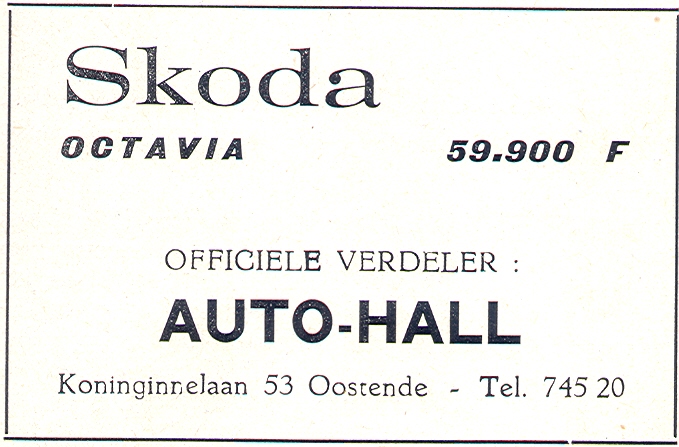 Skoda
OCTAVIA 59.900 F
OFFICIELE VERDELER :
AUTO-HALL
Koninginnelaan 53 Oostende - Tel. 745 20